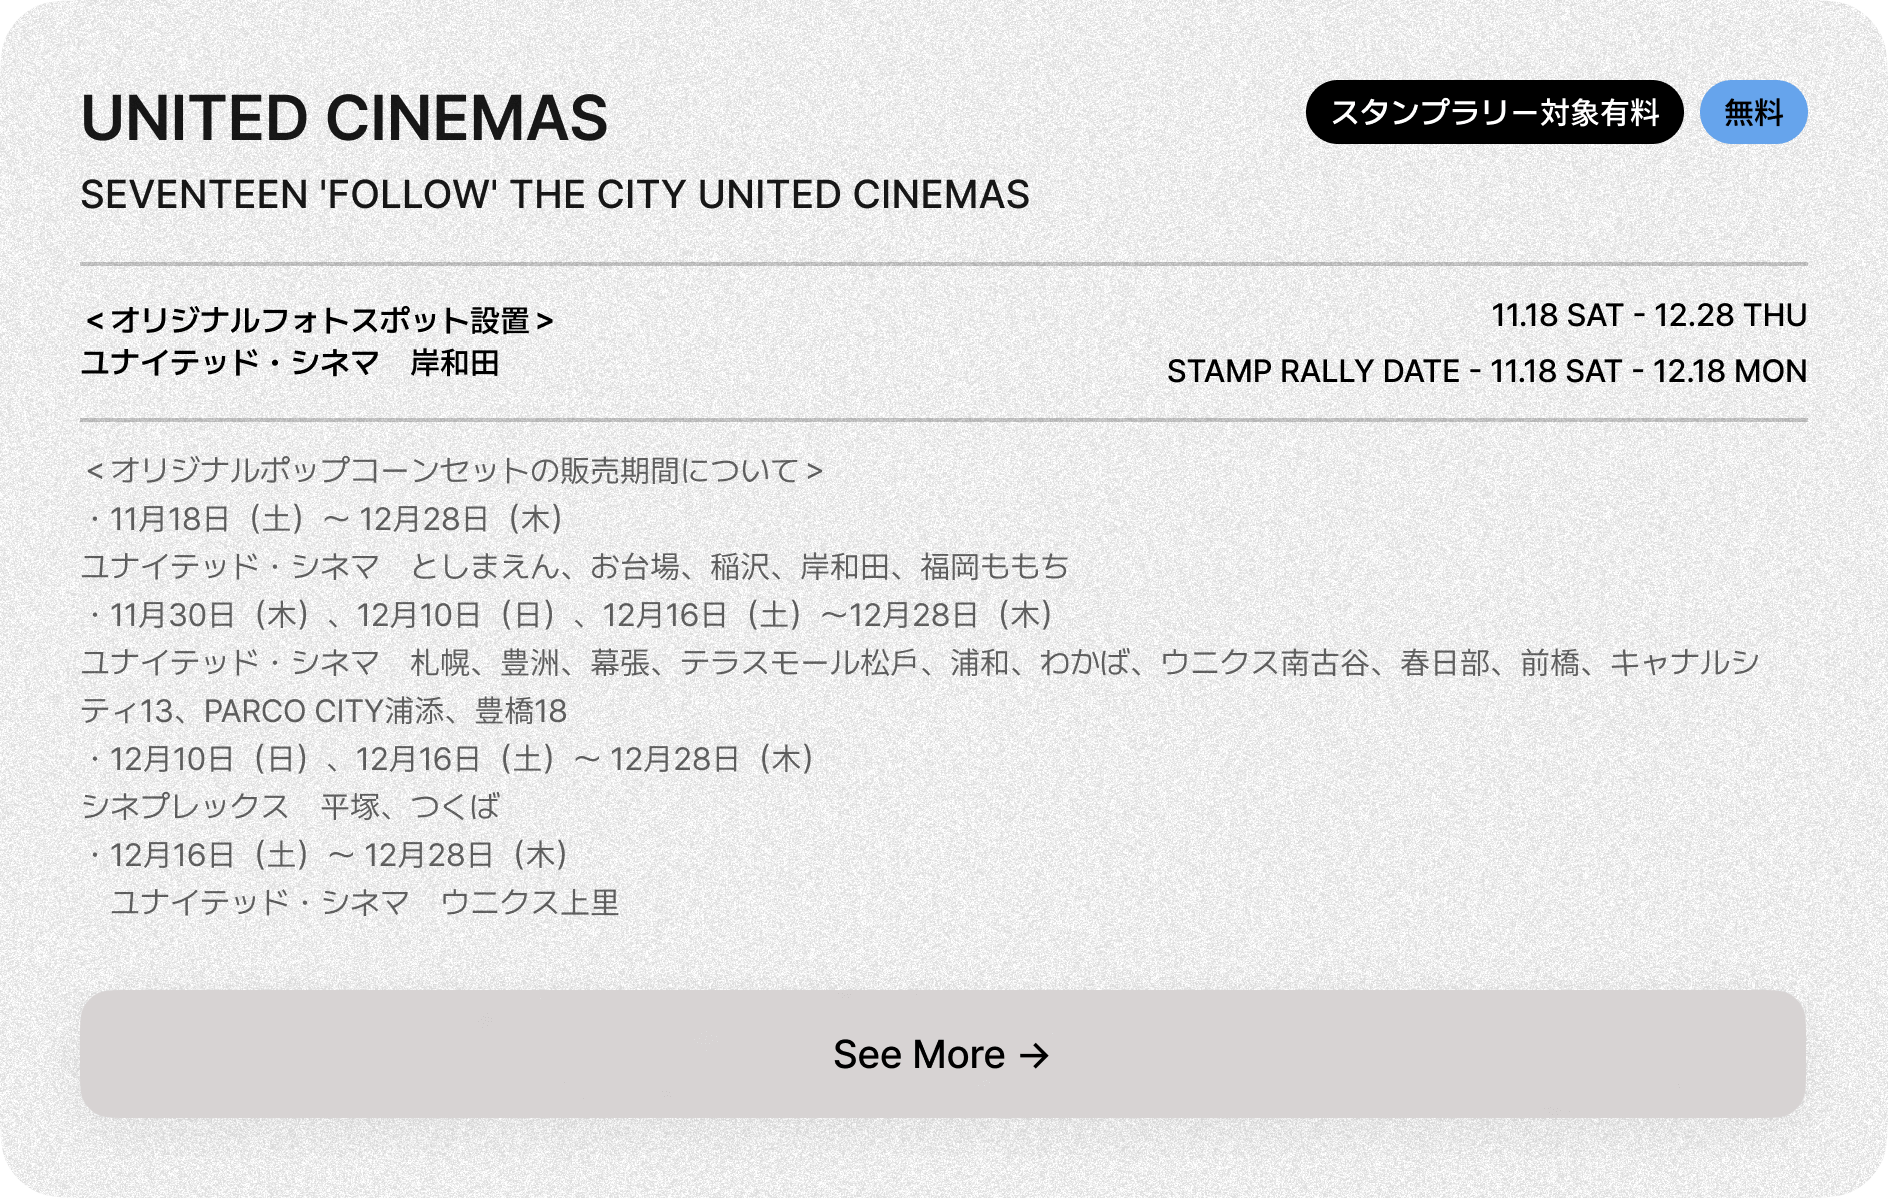 UNITED CINEMAS
スタンプラリー対象有料
無料
SEVENTEEN 'FOLLOW' THE CITY UNITED CINEMAS
＜オリジナルフォトスポット設置＞
ユナイテッド・シネマ　岸和田
11.18 SAT - 12.28 THU
STAMP RALLY DATE - 11.18 SAT - 12.18 MON
＜オリジナルポップコーンセットの販売期間について＞
・11月18日（土）〜 12月28日（木）
ユナイテッド・シネマ　としまえん、お台場、稲沢、岸和田、福岡ももち
・11月30日（木）、12月10日（日）、12月16日（土）〜12月28日（木）
ユナイテッド・シネマ　札幌、豊洲、幕張、テラスモール松戶、浦和、わかば、ウニクス南古谷、春日部、前橋、キャナルシ
ティ13、PARCO CITY浦添、豊橋18
・12月10日（日）、12月16日（土）〜 12月28日（木）
シネプレックス　平塚、つくば
・12月16日（土）〜 12月28日（木）
　ユナイテッド・シネマ　ウニクス上里
See More →